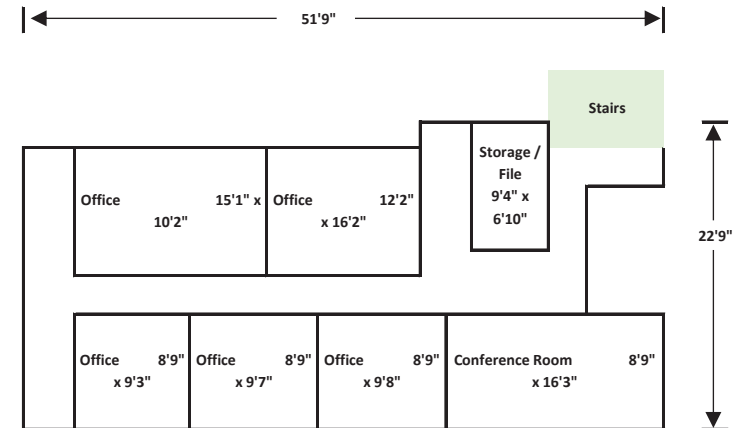 51'9"
Stairs
Storage /
File
9'4" x
6'10"
Office 15'1" x
10'2"
Office 12'2"
x 16'2"
22'9"
Office 8'9"
x 9'3"
Office 8'9"
x 9'7"
Office 8'9"
x 9'8"
Conference Room 8'9"
x 16'3"